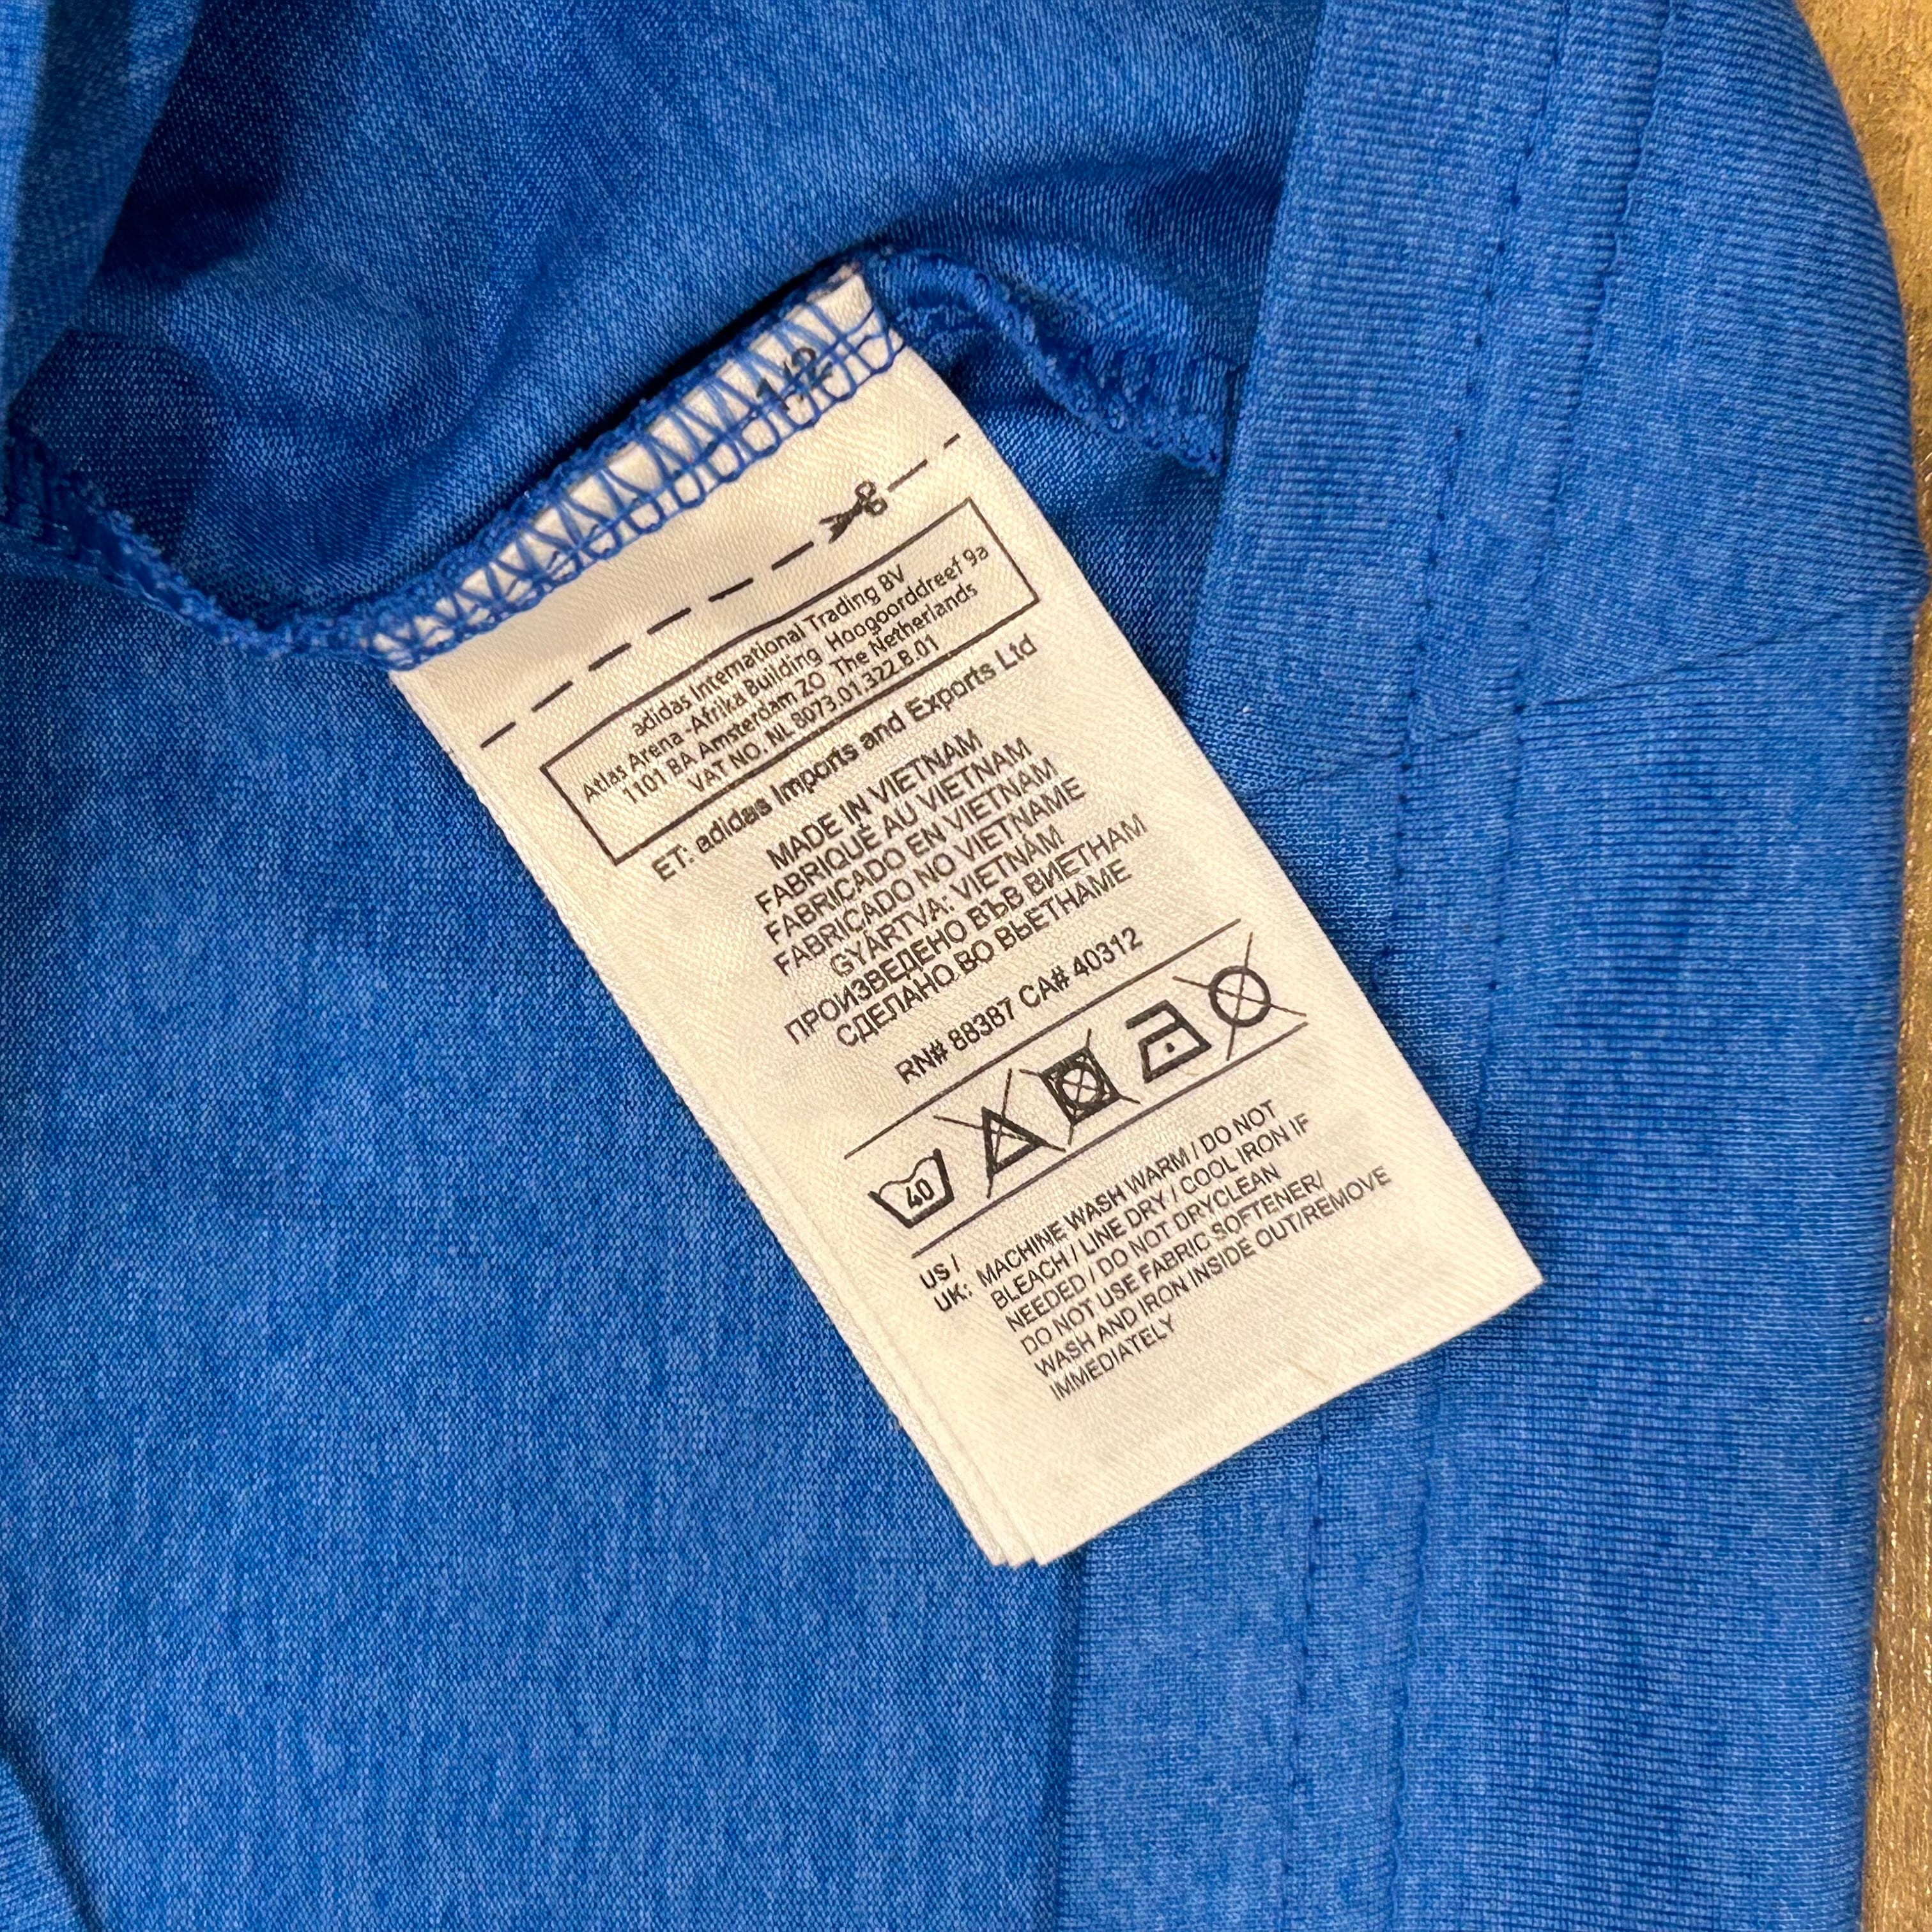 1/2
adidas International Trading BV
Atlas Arena -Afrika Building Hoogoorddreef 9a
1101 BA Amsterdam ZO The Netherlands
VAT NO. NL 8073.01.322.B.01
ET: adidas Imports and Exports Ltd
MADE IN VIETNAM
FABRIQUÉ AU VIETNAM
FABRICADO EN VIETNAM
FABRICADO NO VIETNAME
GYÁRTVA: VIETNÁM
ПРОИЗВЕДЕНО ВЪВ ВИЕТНАМ
СДЕЛАНО ВО ВЬЕТНАМЕ
RN# 88387 CA# 40312
40
US / UK: MACHINE WASH WARM / DO NOT
BLEACH / LINE DRY / COOL IRON IF
NEEDED / DO NOT DRYCLEAN
DO NOT USE FABRIC SOFTENER/
WASH AND IRON INSIDE OUT/REMOVE
IMMEDIATELY